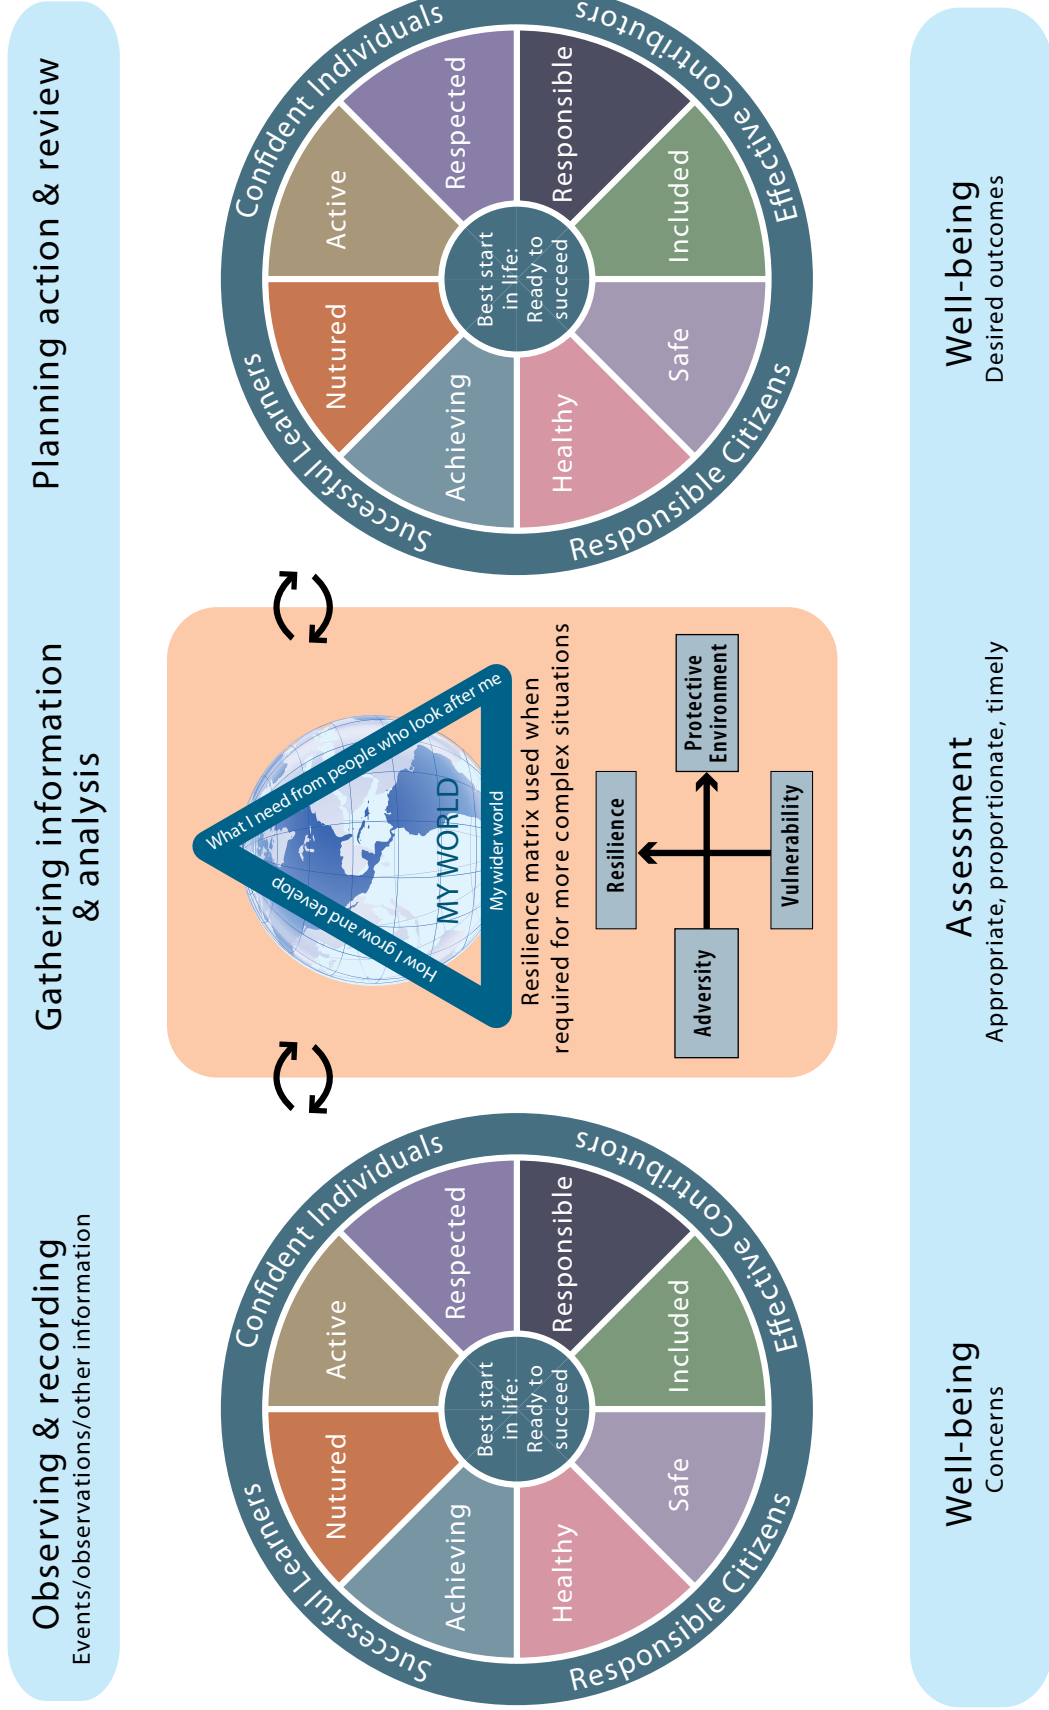 Observing & recording
Events/observations/other information
Gathering information
& analysis
Planning action & review
Successful Learners
Confident Individuals
Nutured
Active
Achieving
Respected
Best start
in life:
Ready to
succeed
Healthy
Responsible
Safe
Included
Responsible Citizens
Effective Contributors
How I grow and develop
What I need from people who look after me
MY WORLD
My wider world
Resilience matrix used when
required for more complex situations
Resilience
Adversity
Protective
Environment
Vulnerability
Successful Learners
Confident Individuals
Nutured
Active
Achieving
Respected
Best start
in life:
Ready to
succeed
Healthy
Responsible
Safe
Included
Responsible Citizens
Effective Contributors
Well-being
Concerns
Assessment
Appropriate, proportionate, timely
Well-being
Desired outcomes